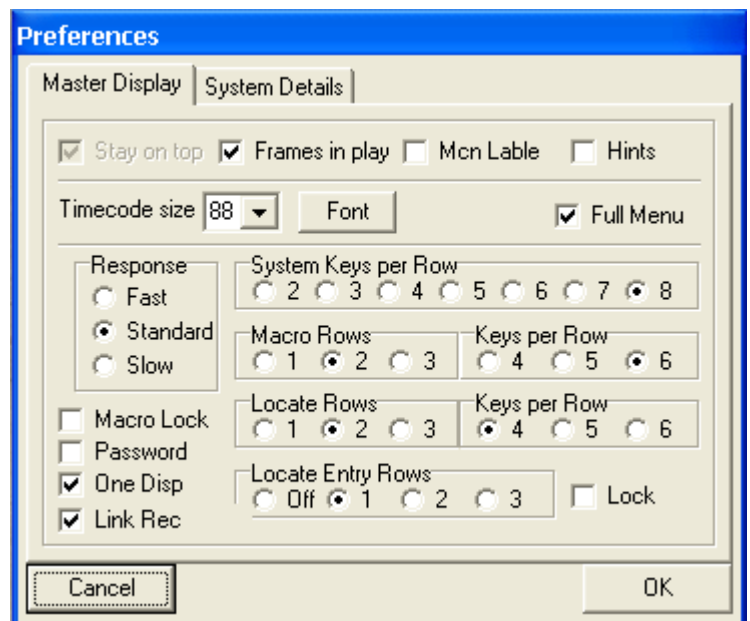 Preferences
Master Display System Details
Stay on top Frames in play Mcn Lable Hints
Timecode size 88 Font Full Menu
Response
Fast
Standard
Slow
System Keys per Row
2 3 4 5 6 7 8
Macro Rows Keys per Row
1 2 3 4 5 6
Locate Rows Keys per Row
1 2 3 4 5 6
Macro Lock
Password
One Disp
Link Rec
Locate Entry Rows
Off 1 2 3 Lock
Cancel OK